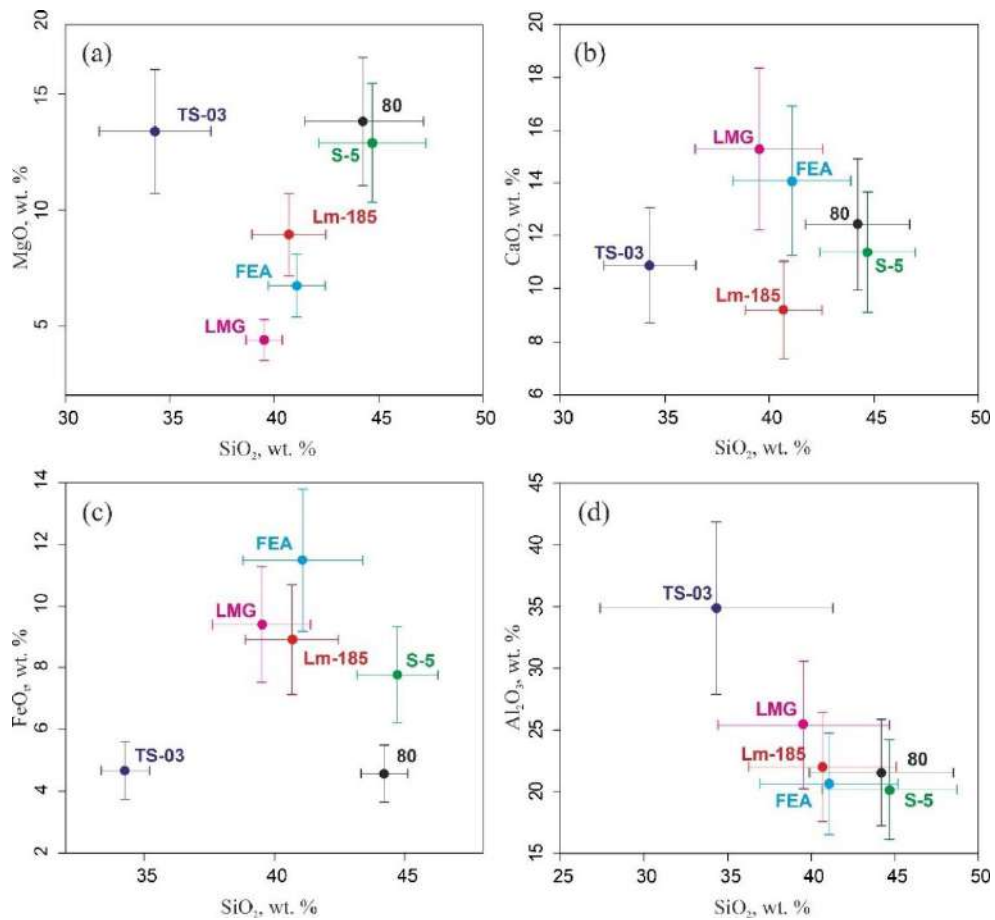 (a)
20
15
10
5
MgO, wt. %
TS-03
80
S-5
Lm-185
FEA
LMG
30 35 40 45 50
SiO₂, wt. %
(b)
20
18
16
14
12
10
8
6
CaO, wt. %
LMG
FEA
80
TS-03
S-5
Lm-185
30 35 40 45 50
SiO₂, wt. %
(c)
14
12
10
8
6
4
2
FeOₜ, wt. %
FEA
LMG
Lm-185
S-5
TS-03
80
35 40 45
SiO₂, wt. %
(d)
45
40
35
30
25
20
15
Al₂O₃, wt. %
TS-03
LMG
Lm-185
80
FEA
S-5
25 30 35 40 45 50
SiO₂, wt. %